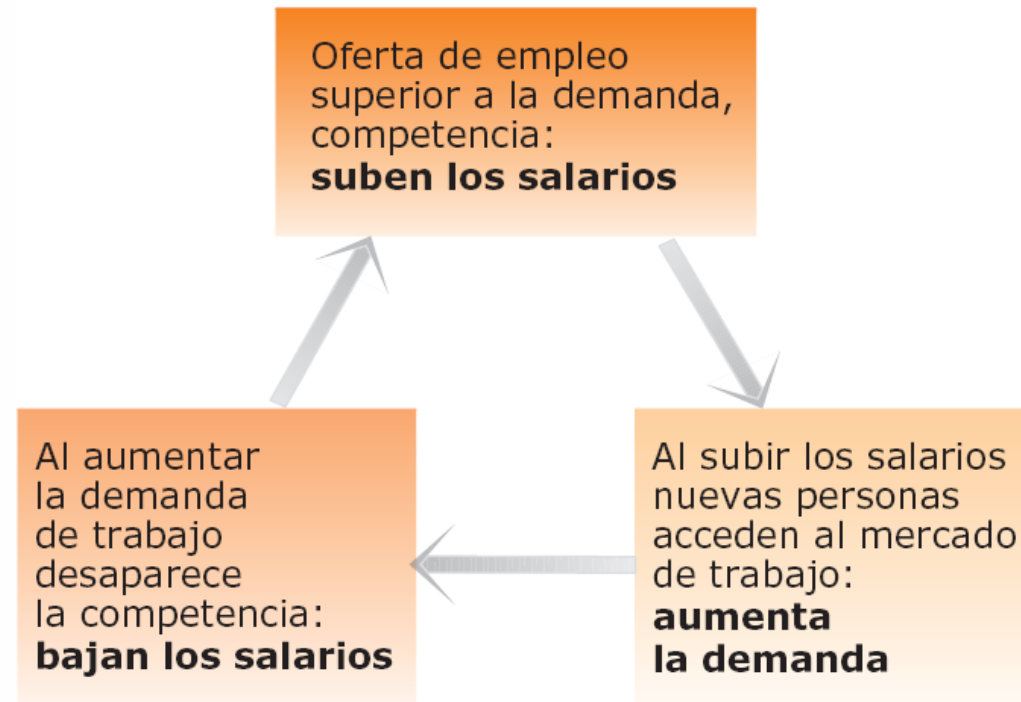 Oferta de empleo
superior a la demanda,
competencia:
suben los salarios
Al subir los salarios
nuevas personas
acceden al mercado
de trabajo:
aumenta
la demanda
Al aumentar
la demanda
de trabajo
desaparece
la competencia:
bajan los salarios